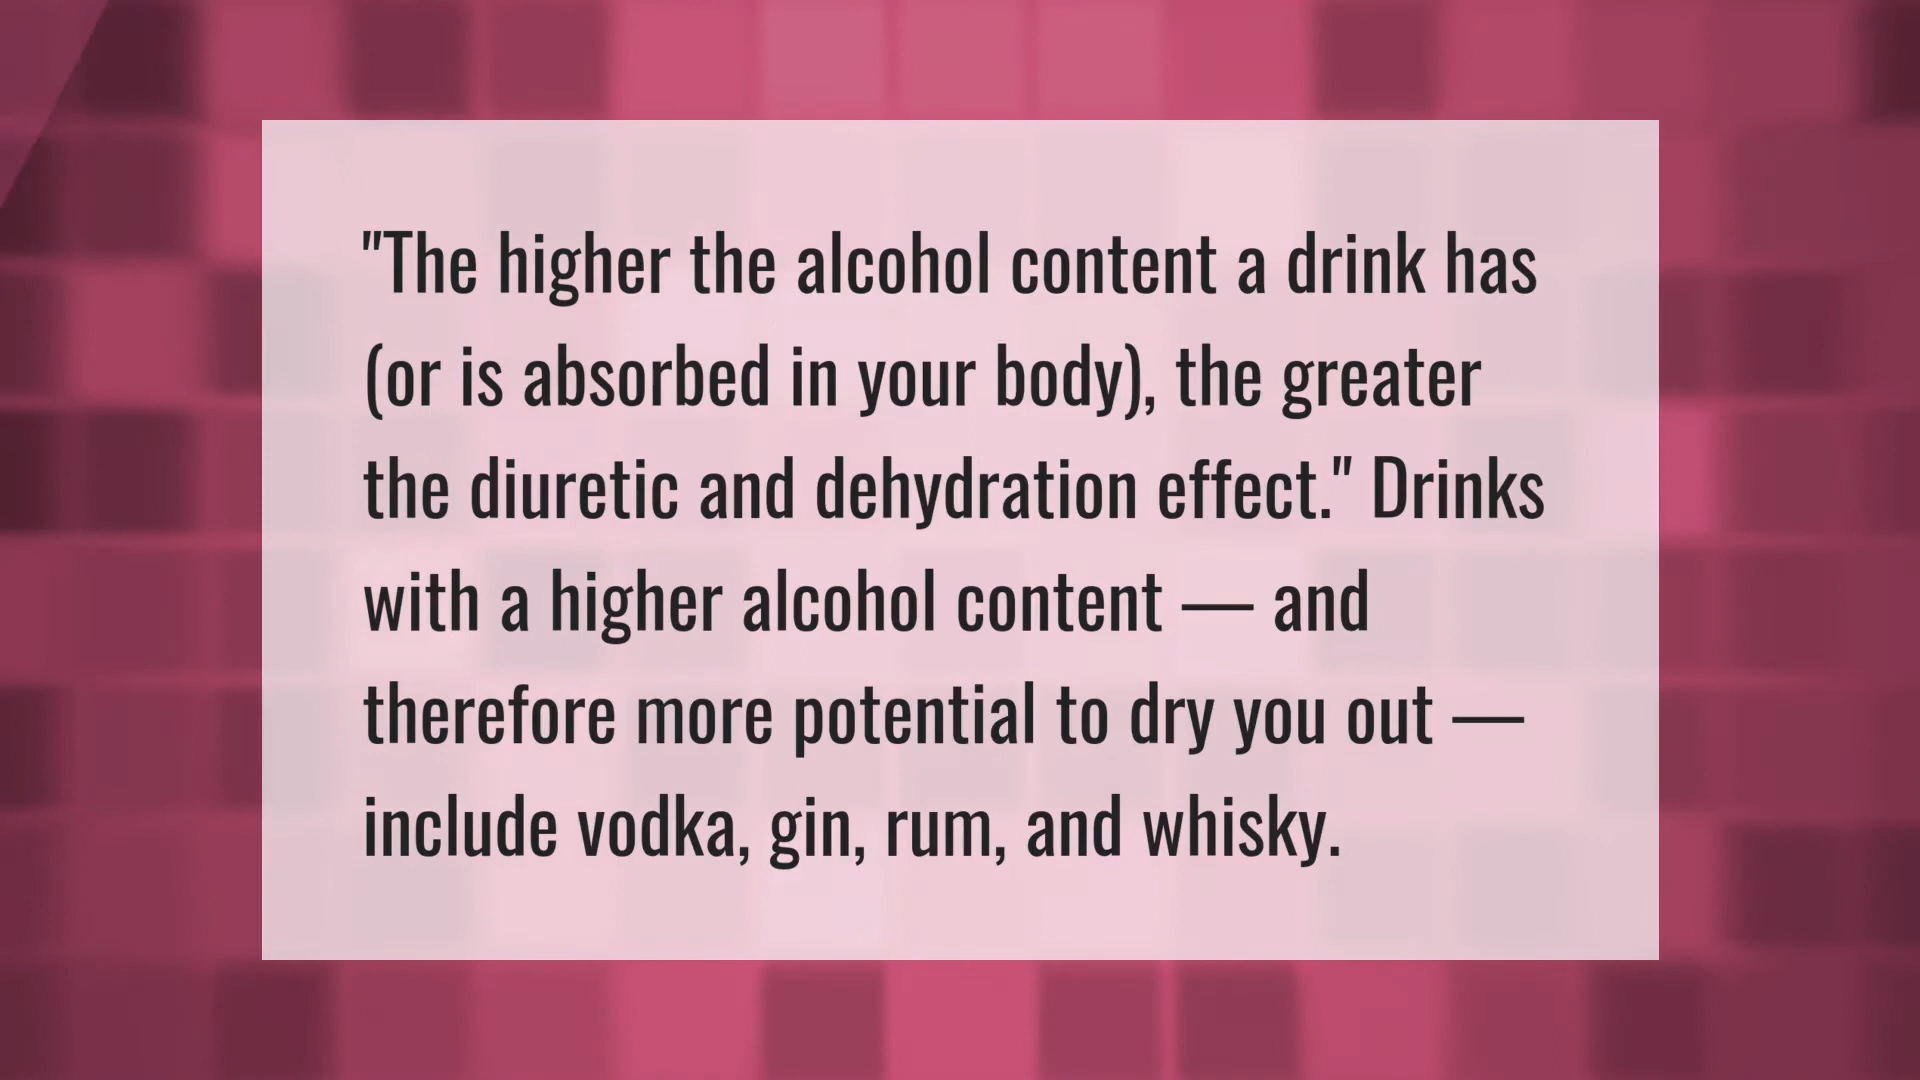 "The higher the alcohol content a drink has
(or is absorbed in your body), the greater
the diuretic and dehydration effect." Drinks
with a higher alcohol content — and
therefore more potential to dry you out —
include vodka, gin, rum, and whisky.